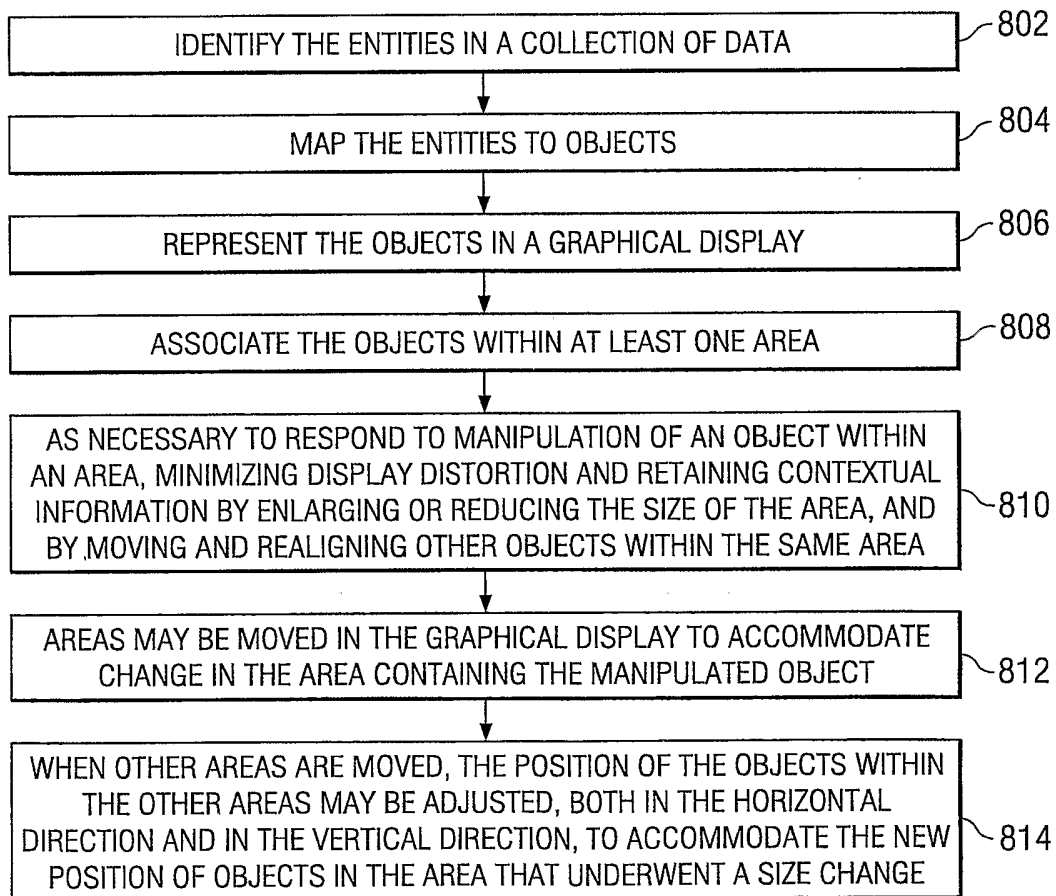 IDENTIFY THE ENTITIES IN A COLLECTION OF DATA
802
MAP THE ENTITIES TO OBJECTS
804
REPRESENT THE OBJECTS IN A GRAPHICAL DISPLAY
806
ASSOCIATE THE OBJECTS WITHIN AT LEAST ONE AREA
808
AS NECESSARY TO RESPOND TO MANIPULATION OF AN OBJECT WITHIN
AN AREA, MINIMIZING DISPLAY DISTORTION AND RETAINING CONTEXTUAL
INFORMATION BY ENLARGING OR REDUCING THE SIZE OF THE AREA, AND
BY MOVING AND REALIGNING OTHER OBJECTS WITHIN THE SAME AREA
810
AREAS MAY BE MOVED IN THE GRAPHICAL DISPLAY TO ACCOMMODATE
CHANGE IN THE AREA CONTAINING THE MANIPULATED OBJECT
812
WHEN OTHER AREAS ARE MOVED, THE POSITION OF THE OBJECTS WITHIN
THE OTHER AREAS MAY BE ADJUSTED, BOTH IN THE HORIZONTAL
DIRECTION AND IN THE VERTICAL DIRECTION, TO ACCOMMODATE THE NEW
POSITION OF OBJECTS IN THE AREA THAT UNDERWENT A SIZE CHANGE
814